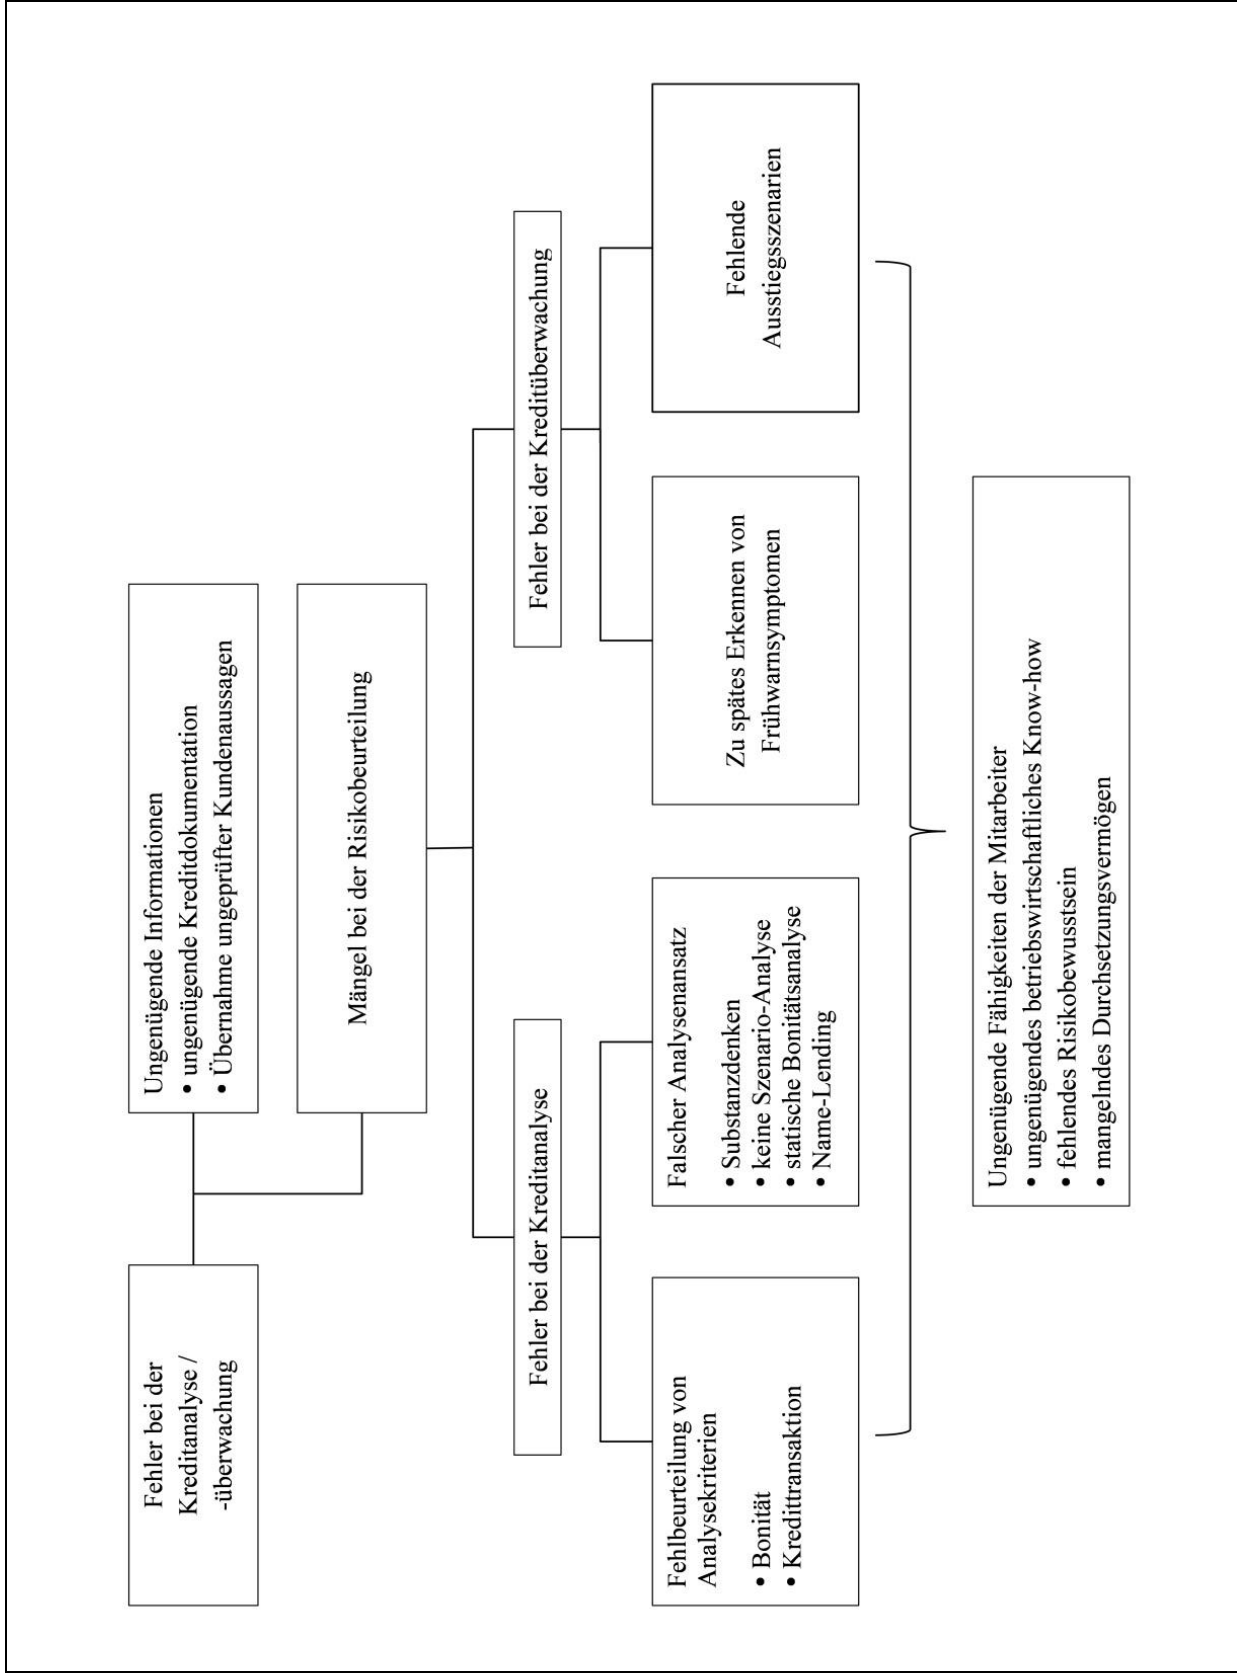 Fehler bei der
Kreditanalyse /
-überwachung
Ungenügende Informationen
• ungenügende Kreditdokumentation
• Übernahme ungeprüfter Kundenaussagen
Mängel bei der Risikobeurteilung
Fehler bei der Kreditanalyse
Fehler bei der Kreditüberwachung
Fehlbeurteilung von
Analysekriterien
• Bonität
• Kredittransaktion
Falscher Analysenansatz
• Substanzdenken
• keine Szenario-Analyse
• statische Bonitätsanalyse
• Name-Lending
Zu spätes Erkennen von
Frühwarnsymptomen
Fehlende
Ausstiegsszenarien
Ungenügende Fähigkeiten der Mitarbeiter
• ungenügendes betriebswirtschaftliches Know-how
• fehlendes Risikobewusstsein
• mangelndes Durchsetzungsvermögen